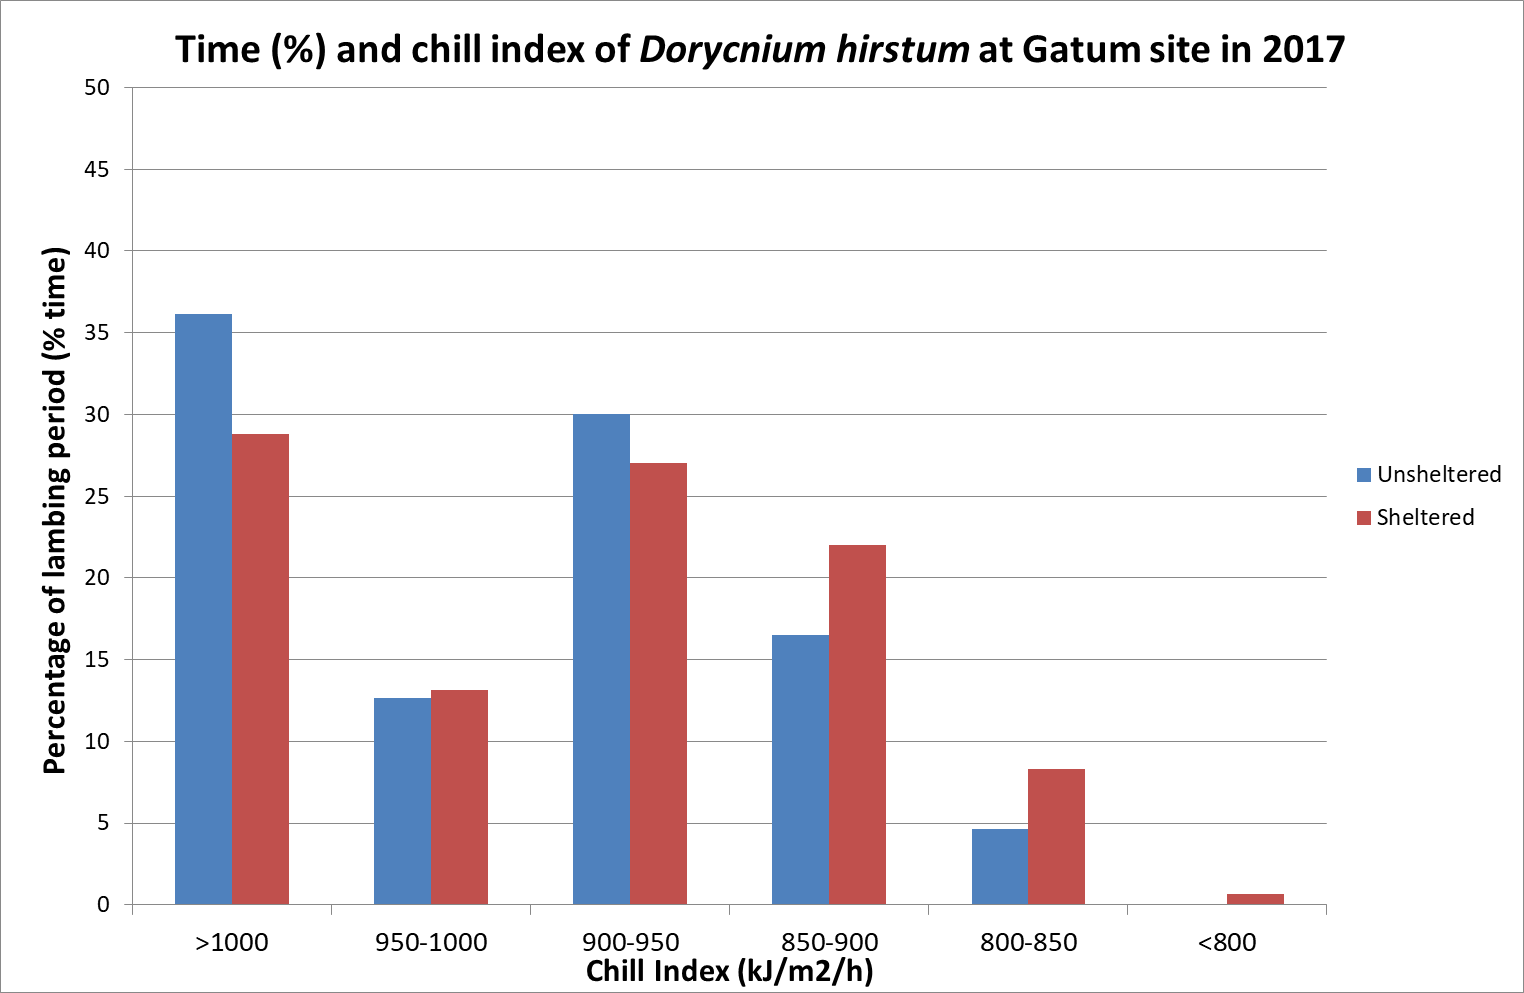 Time (%) and chill index of Dorycnium hirstum at Gatum site in 2017
Percentage of lambing period (% time)
50
45
40
35
30
25
20
15
10
5
0
>1000 950-1000 900-950 850-900 800-850 <800
Chill Index (kJ/m2/h)
Unsheltered
Sheltered